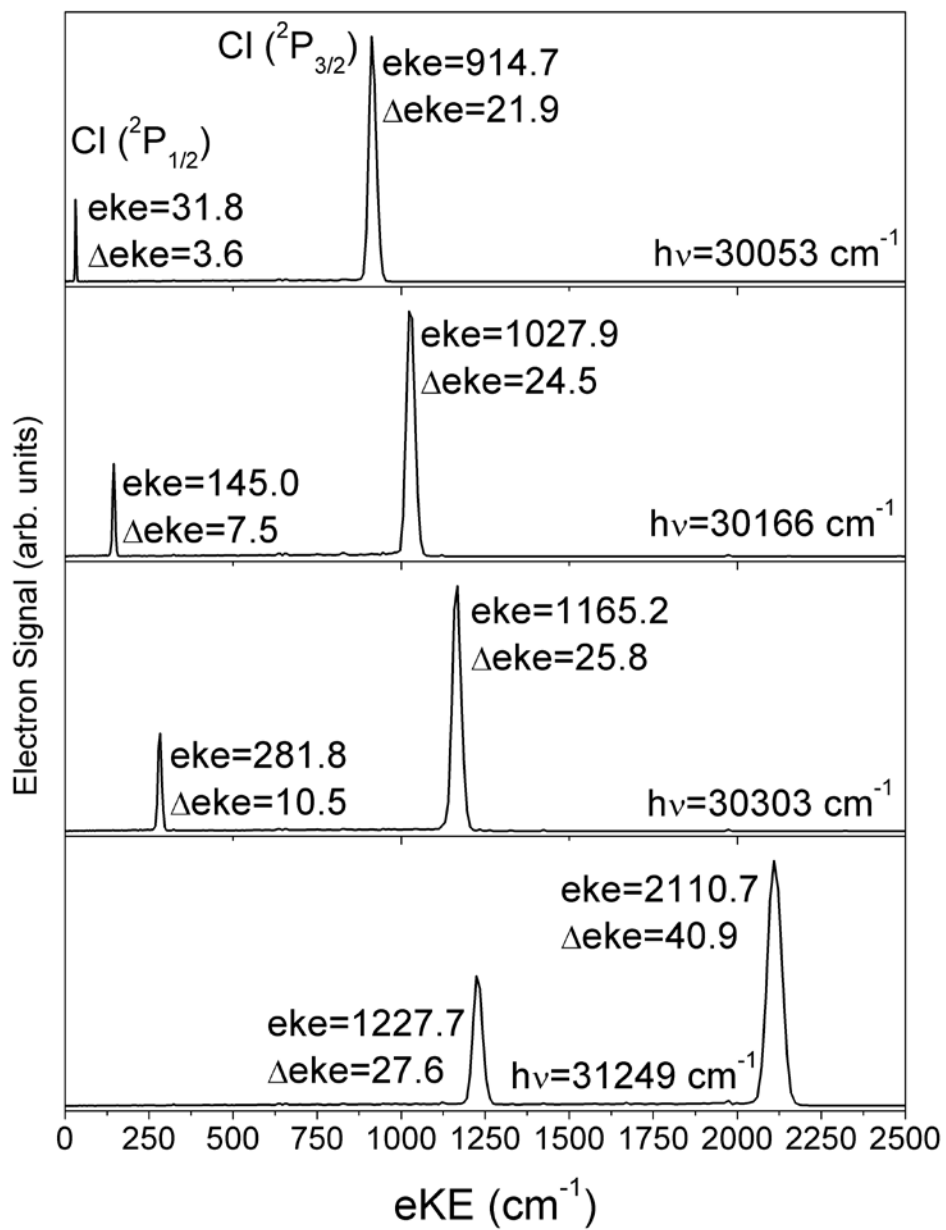 Cl (²P₃/₂)
eke=914.7
Δeke=21.9
Cl (²P₁/₂)
eke=31.8
Δeke=3.6
hν=30053 cm⁻¹
eke=1027.9
Δeke=24.5
eke=145.0
Δeke=7.5
hν=30166 cm⁻¹
eke=1165.2
Δeke=25.8
eke=281.8
Δeke=10.5
hν=30303 cm⁻¹
eke=2110.7
Δeke=40.9
eke=1227.7
Δeke=27.6
hν=31249 cm⁻¹
Electron Signal (arb. units)
0 250 500 750 1000 1250 1500 1750 2000 2250 2500
eKE (cm⁻¹)